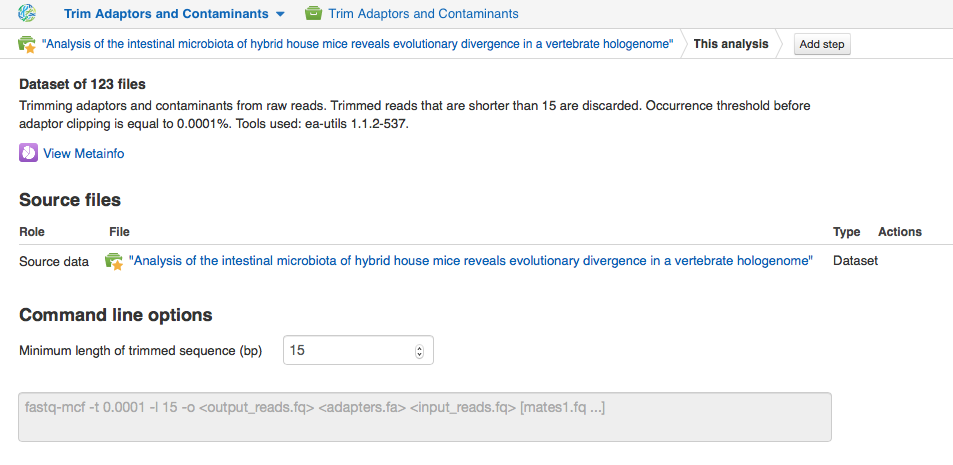 Trim Adaptors and Contaminants Trim Adaptors and Contaminants
"Analysis of the intestinal microbiota of hybrid house mice reveals evolutionary divergence in a vertebrate hologenome" This analysis Add step
Dataset of 123 files
Trimming adaptors and contaminants from raw reads. Trimmed reads that are shorter than 15 are discarded. Occurrence threshold before
adaptor clipping is equal to 0.0001%. Tools used: ea-utils 1.1.2-537.
View Metainfo
Source files
Role File Type Actions
Source data "Analysis of the intestinal microbiota of hybrid house mice reveals evolutionary divergence in a vertebrate hologenome" Dataset
Command line options
Minimum length of trimmed sequence (bp) 15
fastq-mcf -t 0.0001 -l 15 -o <output_reads.fq> <adapters.fa> <input_reads.fq> [mates1.fq ...]